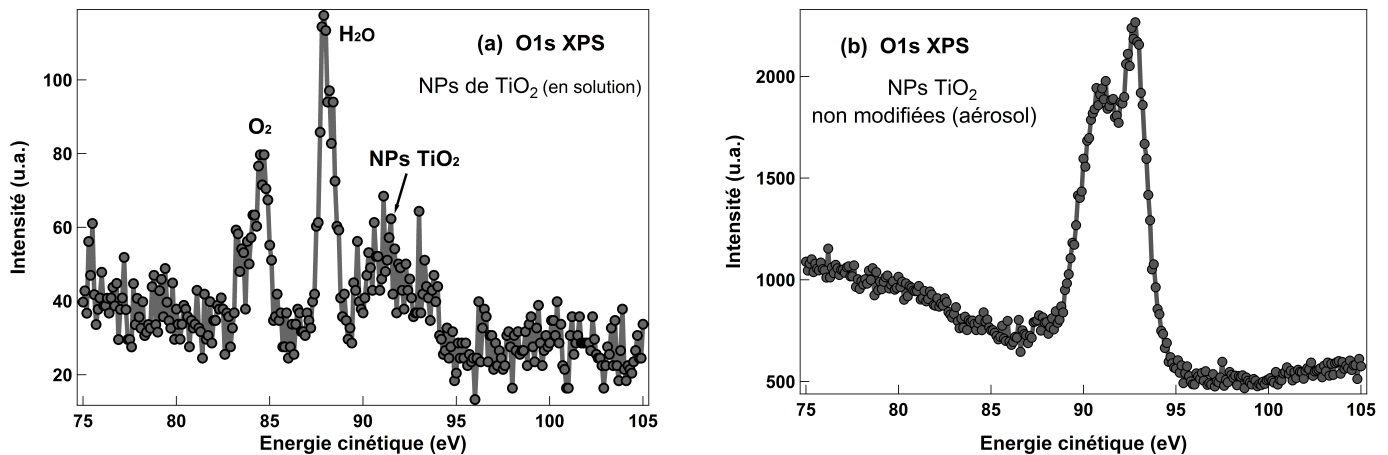 (a) O1s XPS
NPs de TiO2 (en solution)
H2O
O2
NPs TiO2
Intensité (u.a.)
100
80
60
40
20
75 80 85 90 95 100 105
Energie cinétique (eV)
(b) O1s XPS
NPs TiO2
non modifiées (aérosol)
Intensité (u.a.)
2000
1500
1000
500
75 80 85 90 95 100 105
Energie cinétique (eV)